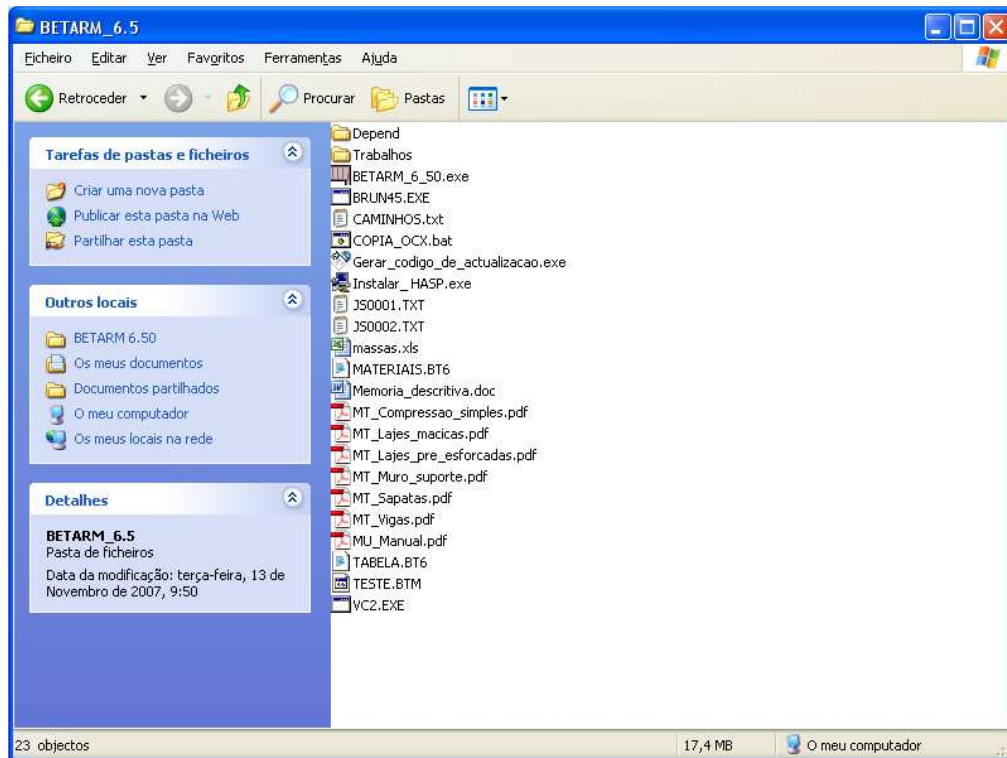 BETARM_6.5
Ficheiro Editar Ver Favoritos Ferramentas Ajuda
Retroceder Procurar Pastas
Tarefas de pastas e ficheiros
Criar uma nova pasta
Publicar esta pasta na Web
Partilhar esta pasta
Outros locais
BETARM 6.50
Os meus documentos
Documentos partilhados
O meu computador
Os meus locais na rede
Detalhes
BETARM_6.5
Pasta de ficheiros
Data da modificação: terça-feira, 13 de
Novembro de 2007, 9:50
Depend
Trabalhos
BETARM_6_50.exe
BRUN45.EXE
CAMINHOS.txt
COPIA_OCX.bat
Gerar_codigo_de_actualizacao.exe
Instalar_ HASP.exe
JS0001.TXT
JS0002.TXT
massas.xls
MATERIAIS.BT6
Memoria_descritiva.doc
MT_Compressao_simples.pdf
MT_Lajes_macicas.pdf
MT_Lajes_pre_esforcadas.pdf
MT_Muro_suporte.pdf
MT_Sapatas.pdf
MT_Vigas.pdf
MU_Manual.pdf
TABELA.BT6
TESTE.BTM
VC2.EXE
23 objectos 17,4 MB O meu computador